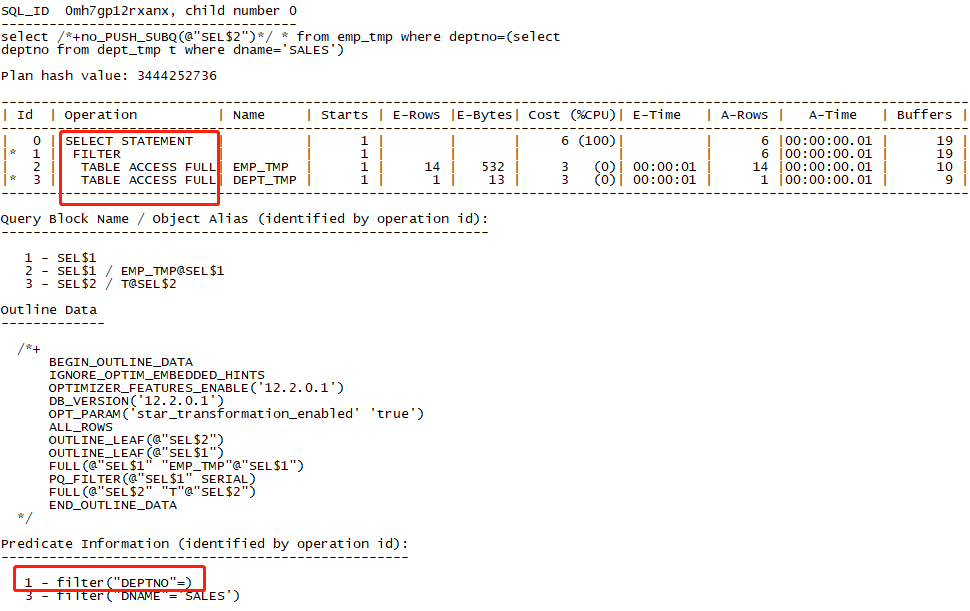 SQL_ID  0mh7gp12rxanx, child number 0
-------------------------------------
select /*+no_PUSH_SUBQ(@"SEL$2")*/ * from emp_tmp where deptno=(select
deptno from dept_tmp t where dname='SALES')

Plan hash value: 3444252736

-------------------------------------------------------------------------------------------------------------------------
| Id  | Operation          | Name     | Starts | E-Rows |E-Bytes| Cost (%CPU)| E-Time   | A-Rows |   A-Time   | Buffers |
-------------------------------------------------------------------------------------------------------------------------
|   0 | SELECT STATEMENT   |          |      1 |        |       |     6 (100)|          |      6 |00:00:00.01 |      19 |
|*  1 |  FILTER            |          |      1 |        |       |            |          |      6 |00:00:00.01 |      19 |
|   2 |   TABLE ACCESS FULL| EMP_TMP  |      1 |     14 |   532 |     3   (0)| 00:00:01 |     14 |00:00:00.01 |      10 |
|*  3 |   TABLE ACCESS FULL| DEPT_TMP |      1 |      1 |    13 |     3   (0)| 00:00:01 |      1 |00:00:00.01 |       9 |
-------------------------------------------------------------------------------------------------------------------------

Query Block Name / Object Alias (identified by operation id):
-------------------------------------------------------------

   1 - SEL$1
   2 - SEL$1 / EMP_TMP@SEL$1
   3 - SEL$2 / T@SEL$2

Outline Data
-------------

  /*+
      BEGIN_OUTLINE_DATA
      IGNORE_OPTIM_EMBEDDED_HINTS
      OPTIMIZER_FEATURES_ENABLE('12.2.0.1')
      DB_VERSION('12.2.0.1')
      OPT_PARAM('star_transformation_enabled' 'true')
      ALL_ROWS
      OUTLINE_LEAF(@"SEL$2")
      OUTLINE_LEAF(@"SEL$1")
      FULL(@"SEL$1" "EMP_TMP"@"SEL$1")
      PQ_FILTER(@"SEL$1" SERIAL)
      FULL(@"SEL$2" "T"@"SEL$2")
      END_OUTLINE_DATA
  */

Predicate Information (identified by operation id):
---------------------------------------------------

   1 - filter("DEPTNO"=)
   3 - filter("DNAME"='SALES')